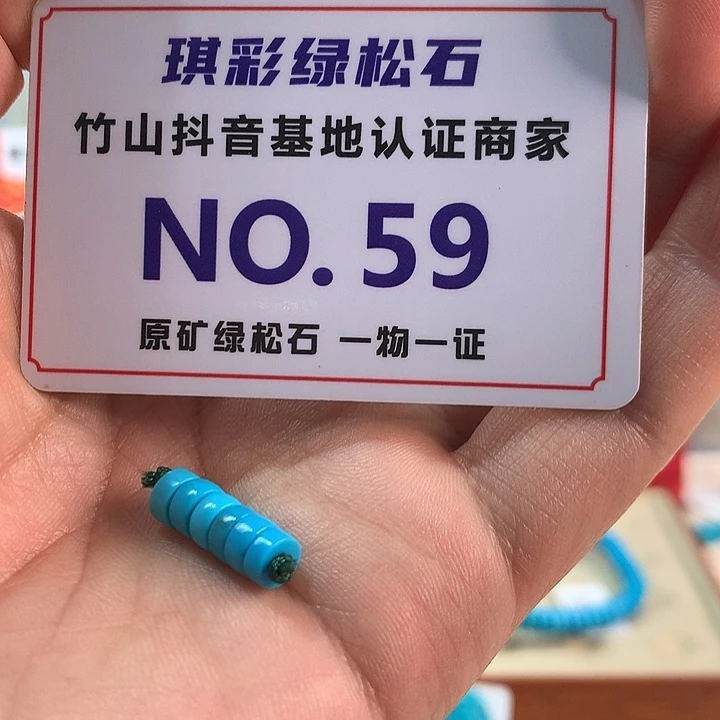 琪彩绿松石
竹山抖音基地认证商家
NO.59
原矿绿松石 一物一证